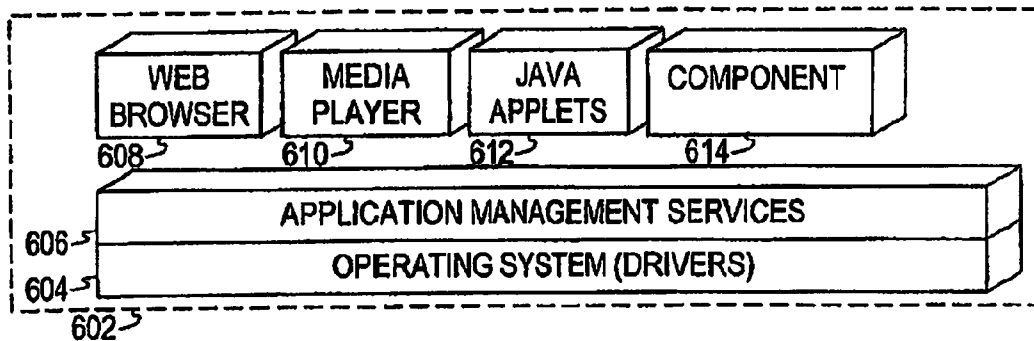 WEB
BROWSER
MEDIA
PLAYER
JAVA
APPLETS
COMPONENT
608
610
612
614
APPLICATION MANAGEMENT SERVICES
606
OPERATING SYSTEM (DRIVERS)
604
602